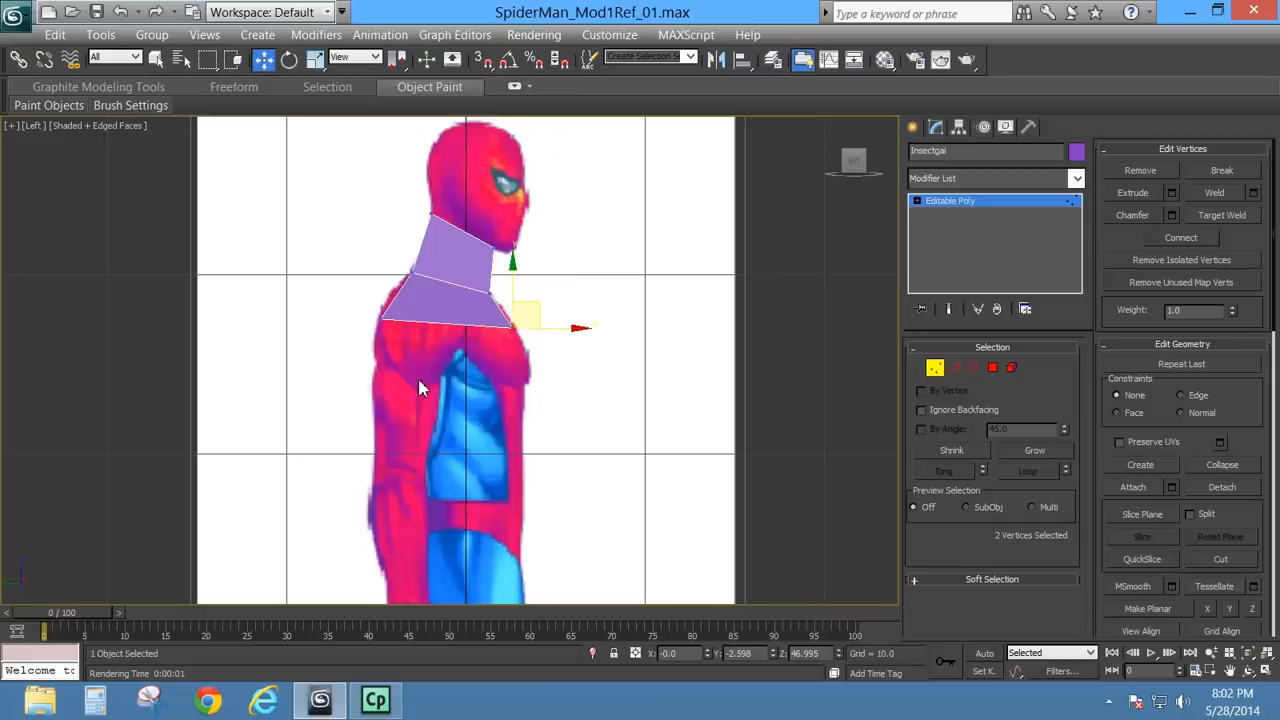 Workspace: Default
SpiderMan_Mod1Ref_01.max
Type a keyword or phrase
Edit Tools Group Views Create Modifiers Animation Graph Editors Rendering Customize MAXScript Help
All View Create Selection Se
Graphite Modeling Tools Freeform Selection Object Paint
Paint Objects Brush Settings
[+] [Left] [Shaded + Edged Faces]
Insectgai
Modifier List
Editable Poly
Selection
By Vertex
Ignore Backfacing
By Angle: 45.0
Shrink Grow
Ring Loop
Preview Selection
Off SubObj Multi
2 Vertices Selected
Soft Selection
Edit Vertices
Remove Break
Extrude Weld
Chamfer Target Weld
Connect
Remove Isolated Vertices
Remove Unused Map Verts
Weight: 1.0
Edit Geometry
Repeat Last
Constraints
None Edge
Face Normal
Preserve UVs
Create Collapse
Attach Detach
Slice Plane Split
Slice Reset Plane
QuickSlice Cut
MSmooth Tessellate
Make Planar X Y Z
View Align Grid Align
0 / 100
0 5 10 15 20 25 30 35 40 45 50 55 60 65 70 75 80 85 90 95 100
1 Object Selected X: -0.0 Y: -2.598 Z: 46.995 Grid = 10.0 Auto Selected
Welcome to Rendering Time 0:00:01 Add Time Tag Set K. Filters... 0
Cp
8:02 PM
5/28/2014